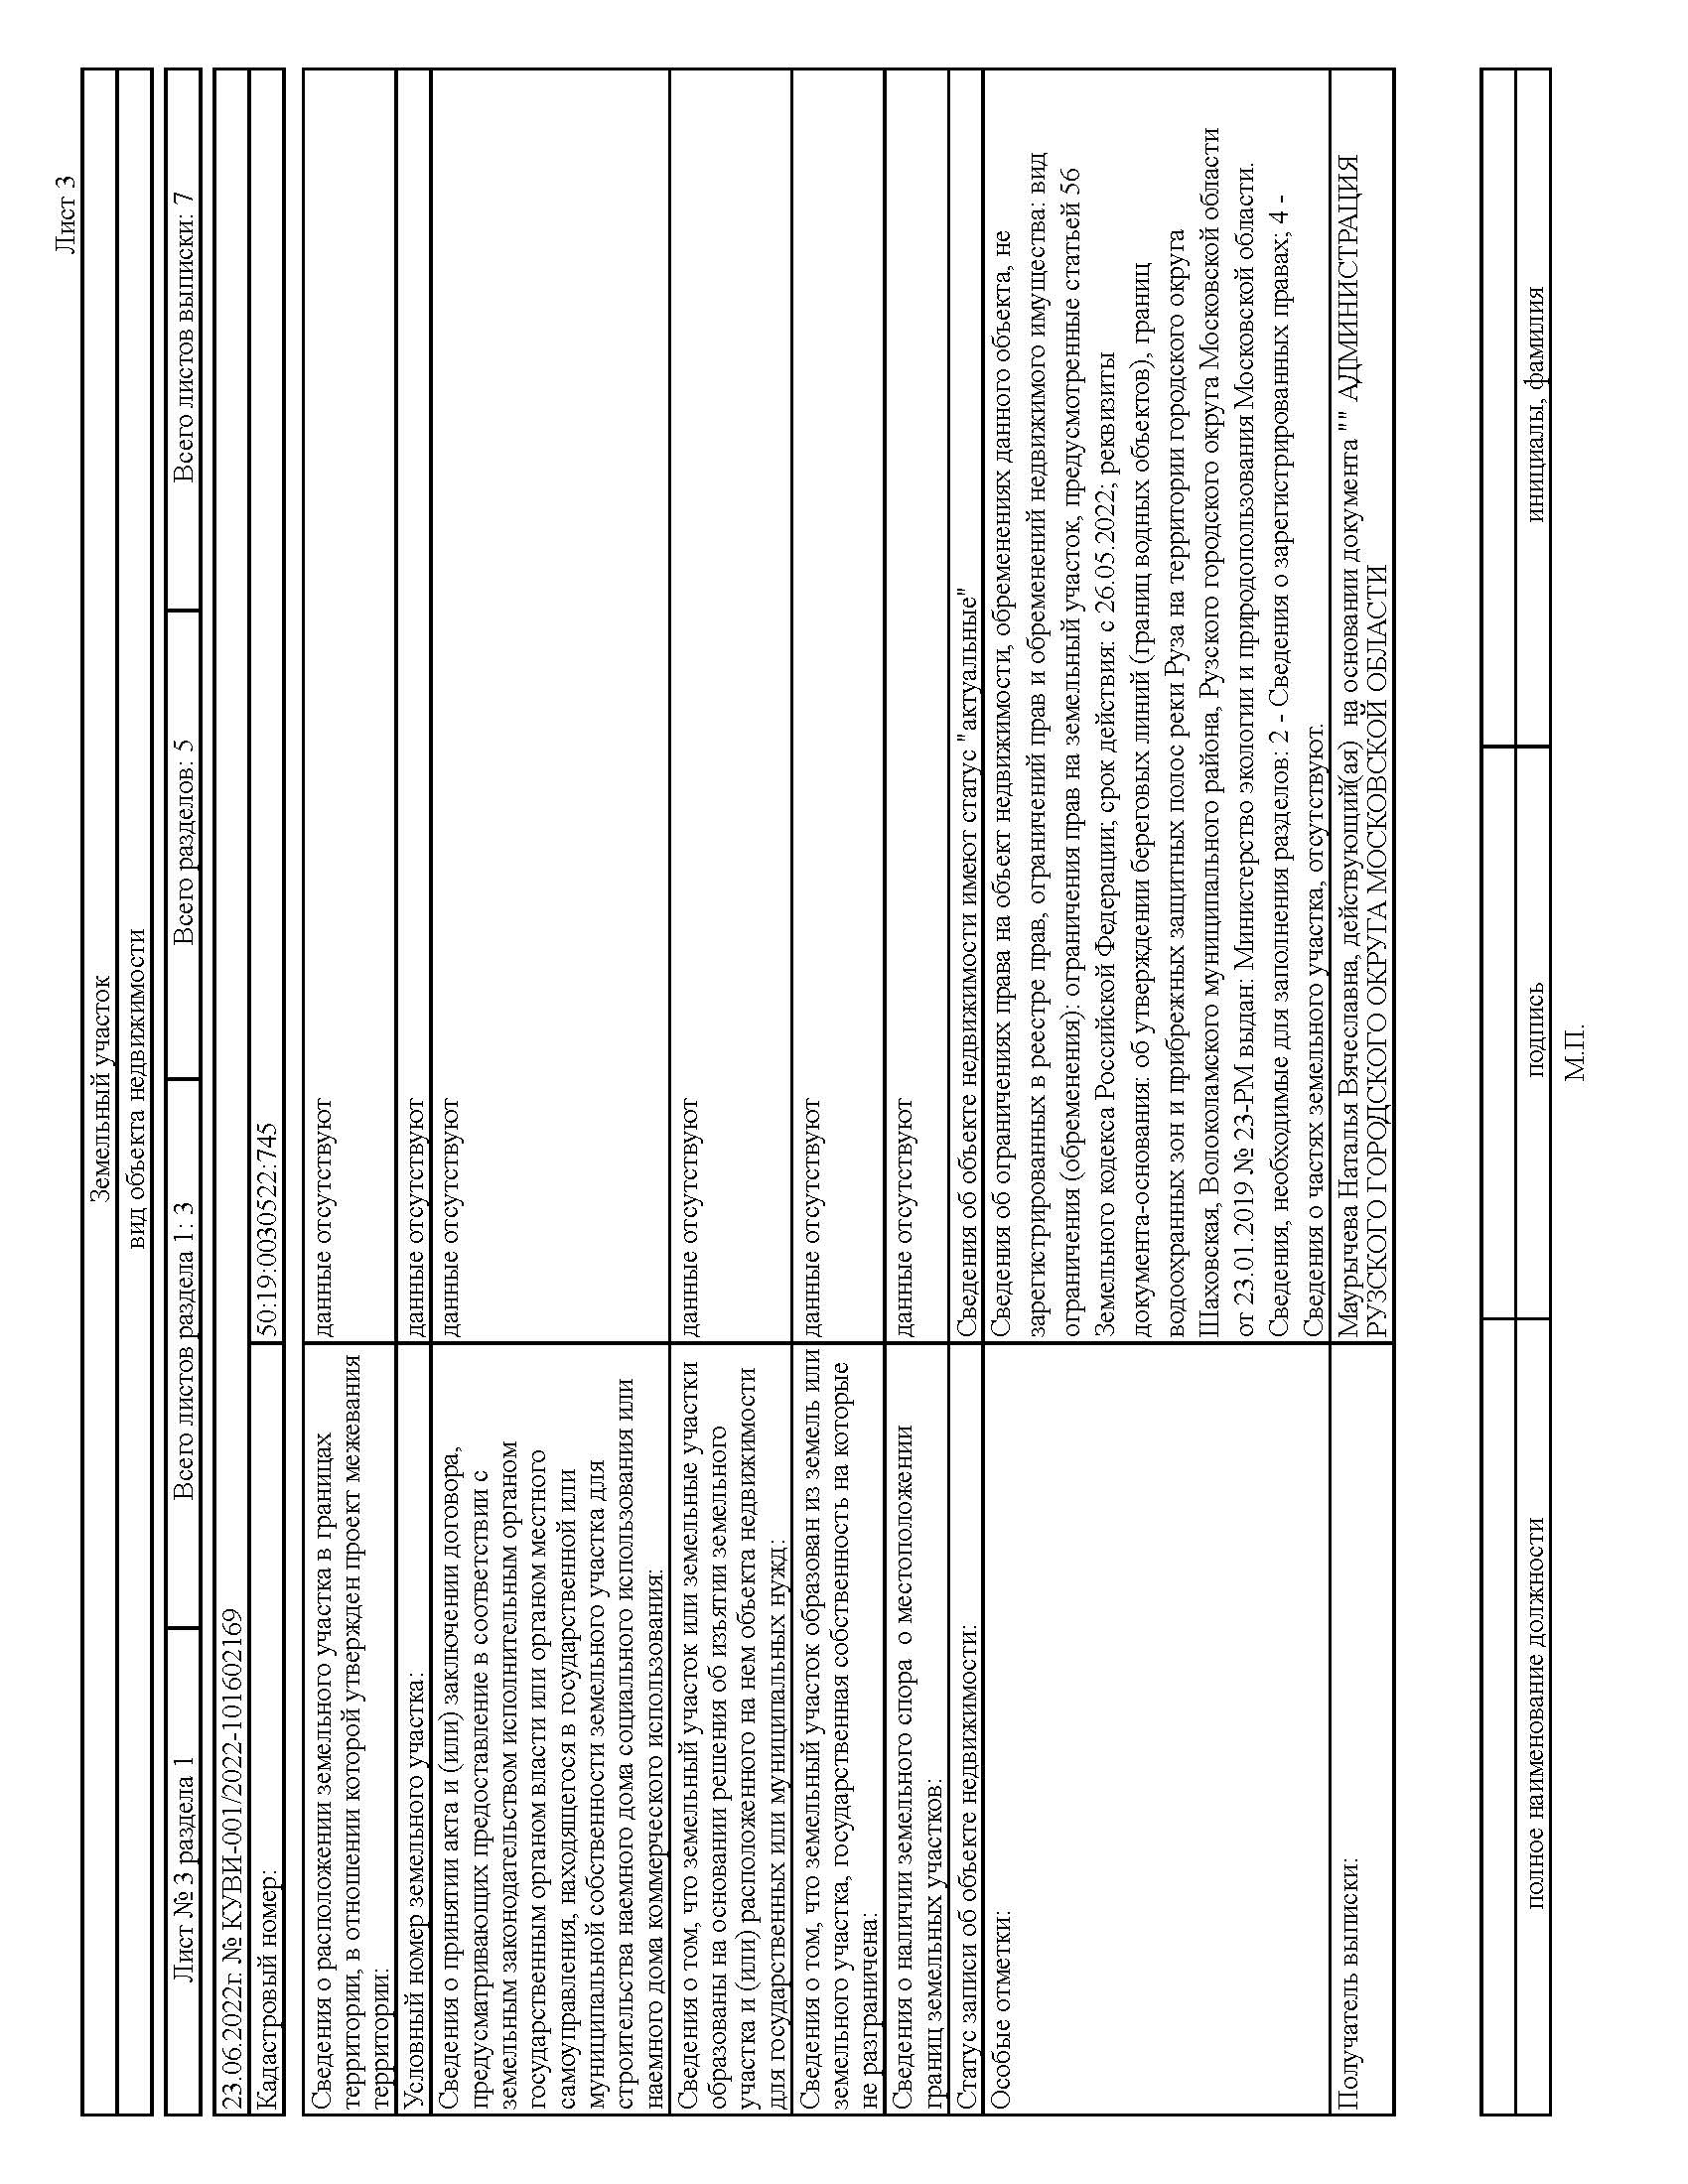 Лист 3
Земельный участок
вид объекта недвижимости
Лист № 3 раздела 1
Всего листов раздела 1: 3
Всего разделов: 5
Всего листов выписки: 7
23.06.2022г. № КУВИ-001/2022-101602169
Кадастровый номер:
50:19:0030522:745
Сведения о расположении земельного участка в границах
территории, в отношении которой утвержден проект межевания
территории:
данные отсутствуют
Условный номер земельного участка:
данные отсутствуют
Сведения о принятии акта и (или) заключении договора,
предусматривающих предоставление в соответствии с
земельным законодательством исполнительным органом
государственным органом власти или органом местного
самоуправления, находящегося в государственной или
муниципальной собственности земельного участка для
строительства наемного дома социального использования или
наемного дома коммерческого использования:
данные отсутствуют
Сведения о том, что земельный участок или земельные участки
образованы на основании решения об изъятии земельного
участка и (или) расположенного на нем объекта недвижимости
для государственных или муниципальных нужд:
данные отсутствуют
Сведения о том, что земельный участок образован из земель или
земельного участка, государственная собственность на которые
не разграничена:
данные отсутствуют
Сведения о наличии земельного спора  о местоположении
границ земельных участков:
данные отсутствуют
Статус записи об объекте недвижимости:
Сведения об объекте недвижимости имеют статус "актуальные"
Особые отметки:
Сведения об ограничениях права на объект недвижимости, обременениях данного объекта, не
зарегистрированных в реестре прав, ограничений прав и обременений недвижимого имущества: вид
ограничения (обременения): ограничения прав на земельный участок, предусмотренные статьей 56
Земельного кодекса Российской Федерации; срок действия: c 26.05.2022; реквизиты
документа-основания: об утверждении береговых линий (границ водных объектов), границ
водоохранных зон и прибрежных защитных полос реки Руза на территории городского округа
Шаховская, Волоколамского муниципального района, Рузского городского округа Московской области
от 23.01.2019 № 23-РМ выдан: Министерство экологии и природопользования Московской области.
Сведения, необходимые для заполнения разделов: 2 - Сведения о зарегистрированных правах; 4 -
Сведения о частях земельного участка, отсутствуют.
Получатель выписки:
Маурычева Наталья Вячеславна, действующий(ая)  на основании документа "" АДМИНИСТРАЦИЯ
РУЗСКОГО ГОРОДСКОГО ОКРУГА МОСКОВСКОЙ ОБЛАСТИ
полное наименование должности
подпись
инициалы, фамилия
М.П.